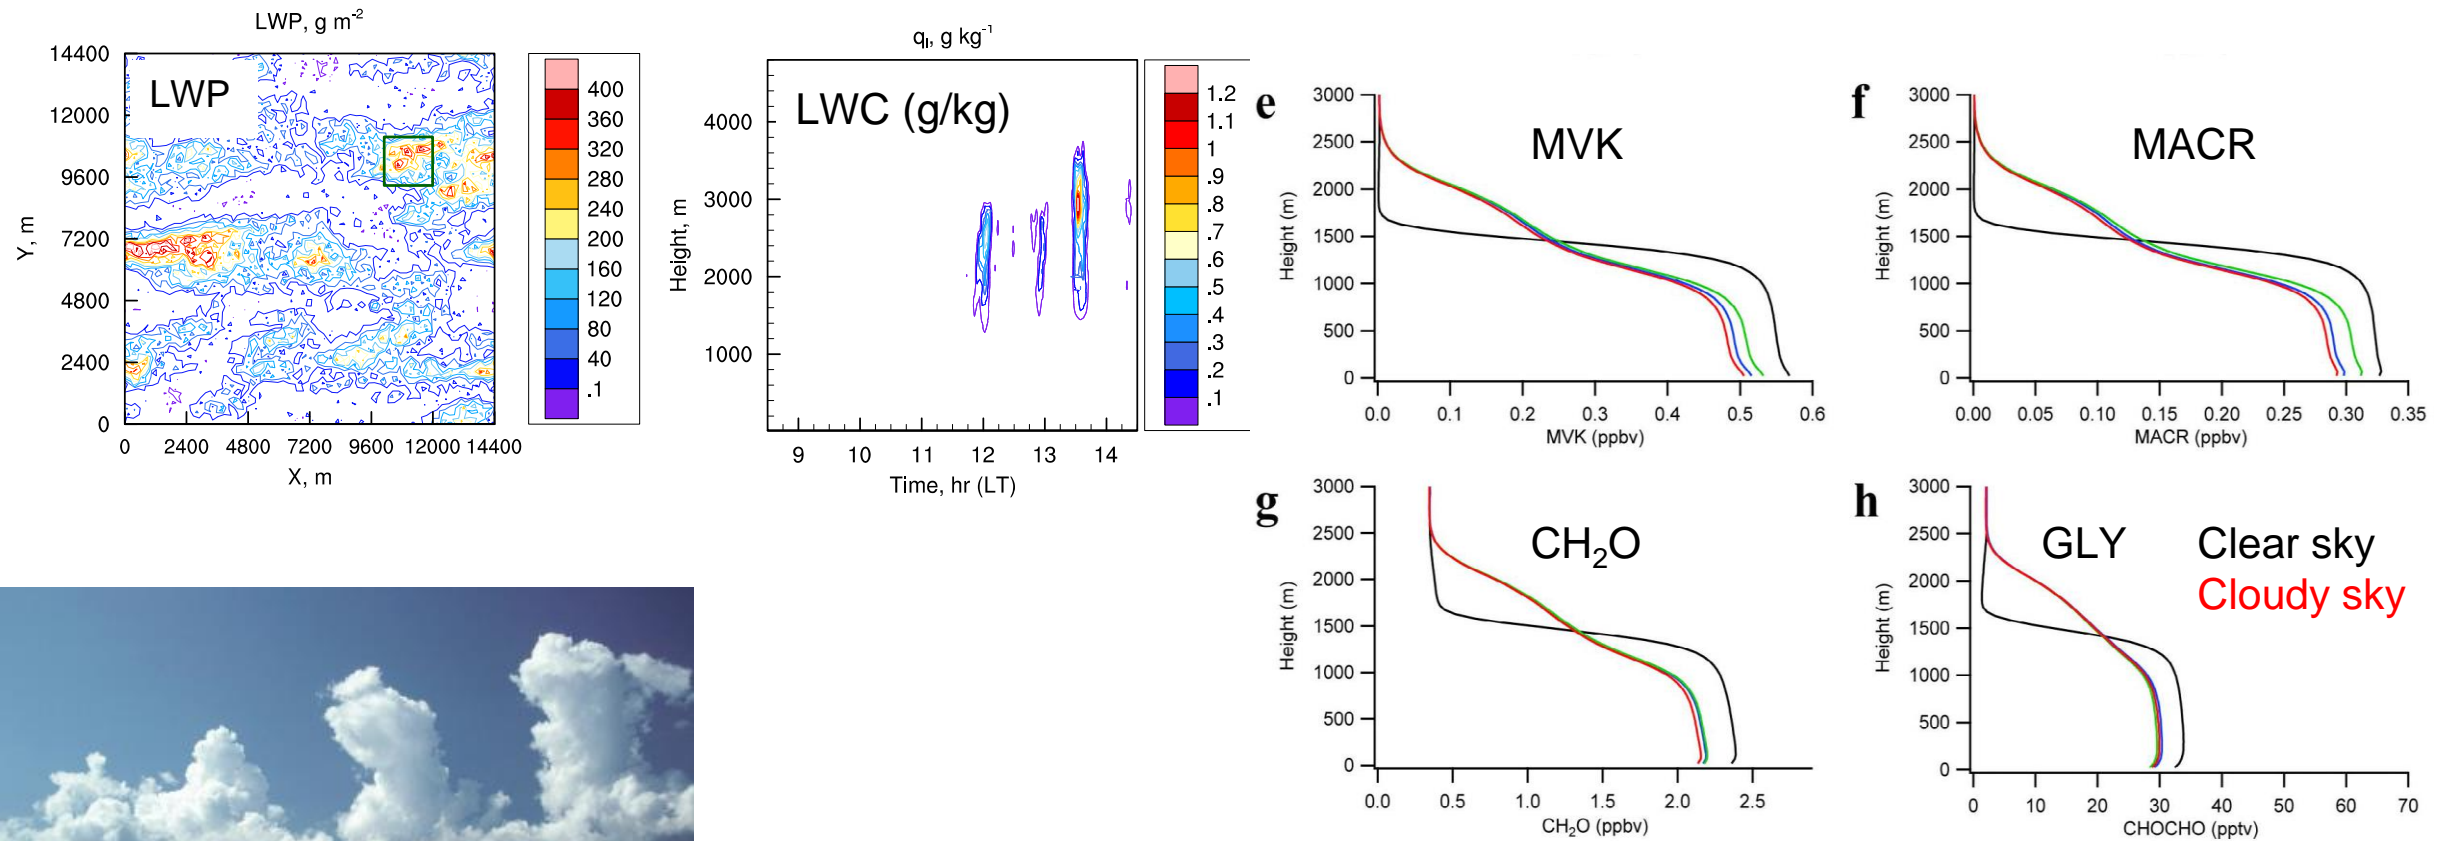 LWP, g m-2
14400
12000
9600
7200
4800
2400
0
Y, m
0 2400 4800 7200 9600 12000 14400
X, m
LWP
400
360
320
280
240
200
160
120
80
40
.1
ql, g kg-1
LWC (g/kg)
4000
3000
2000
1000
Height, m
9 10 11 12 13 14
Time, hr (LT)
1.2
1.1
1
.9
.8
.7
.6
.5
.4
.3
.2
.1
e
MVK
3000
2500
2000
1500
1000
500
0
Height (m)
0.0 0.1 0.2 0.3 0.4 0.5 0.6
MVK (ppbv)
f
MACR
3000
2500
2000
1500
1000
500
0
Height (m)
0.00 0.05 0.10 0.15 0.20 0.25 0.30 0.35
MACR (ppbv)
g
CH2O
3000
2500
2000
1500
1000
500
0
Height (m)
0.0 0.5 1.0 1.5 2.0 2.5
CH2O (ppbv)
h
GLY
Clear sky
Cloudy sky
3000
2500
2000
1500
1000
500
0
Height (m)
0 10 20 30 40 50 60 70
CHOCHO (pptv)